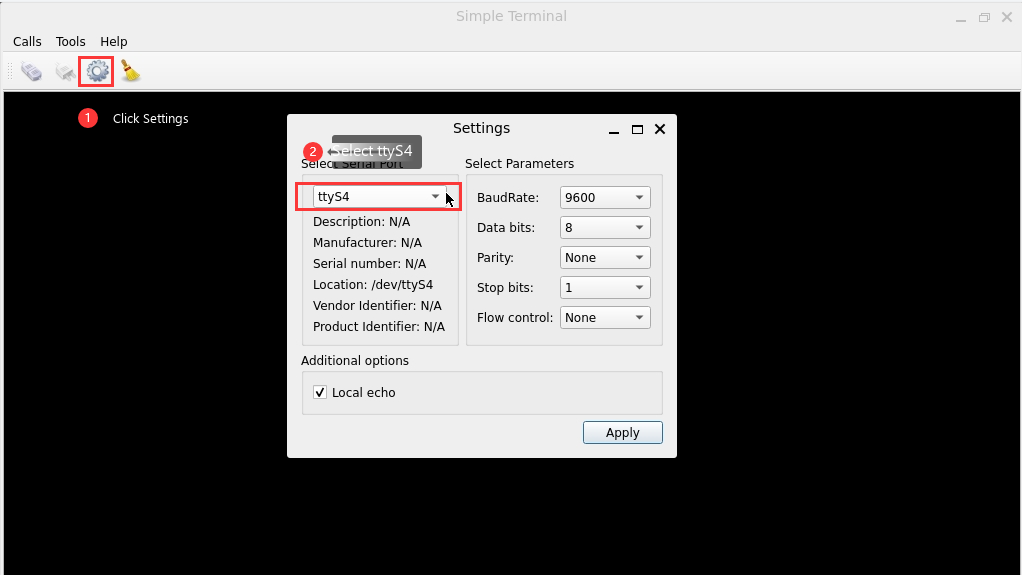 Simple Terminal
Calls Tools Help
1 Click Settings
Settings
2 Select ttyS4
Select Serial Port
ttyS4
Description: N/A
Manufacturer: N/A
Serial number: N/A
Location: /dev/ttyS4
Vendor Identifier: N/A
Product Identifier: N/A
Select Parameters
BaudRate: 9600
Data bits: 8
Parity: None
Stop bits: 1
Flow control: None
Additional options
Local echo
Apply